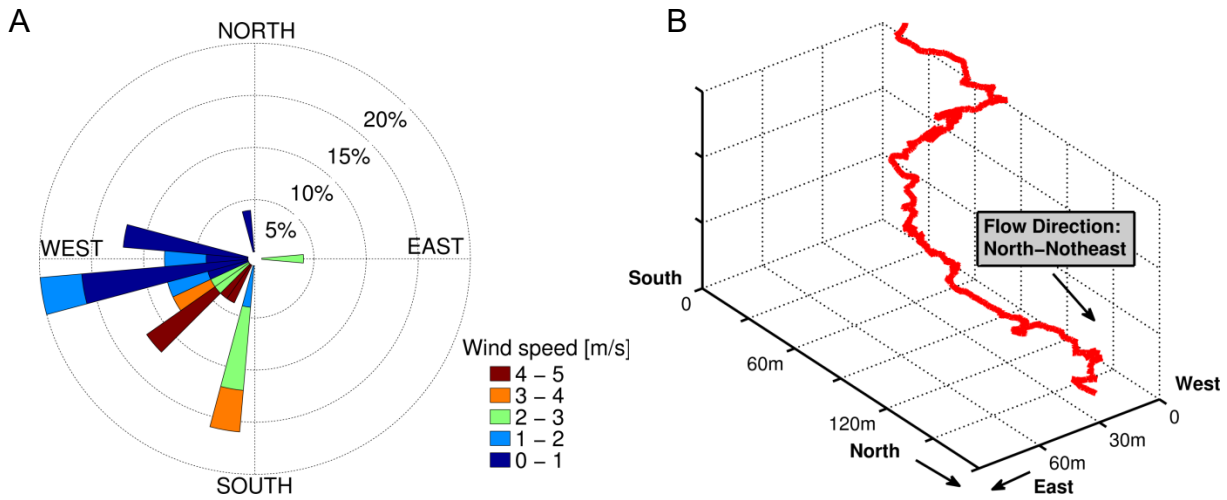 A
NORTH
20%
15%
10%
5%
WEST
EAST
SOUTH
Wind speed [m/s]
4 – 5
3 – 4
2 – 3
1 – 2
0 – 1
B
Flow Direction:
North–Notheast
South
0
60m
120m
North
West
0
30m
60m
East